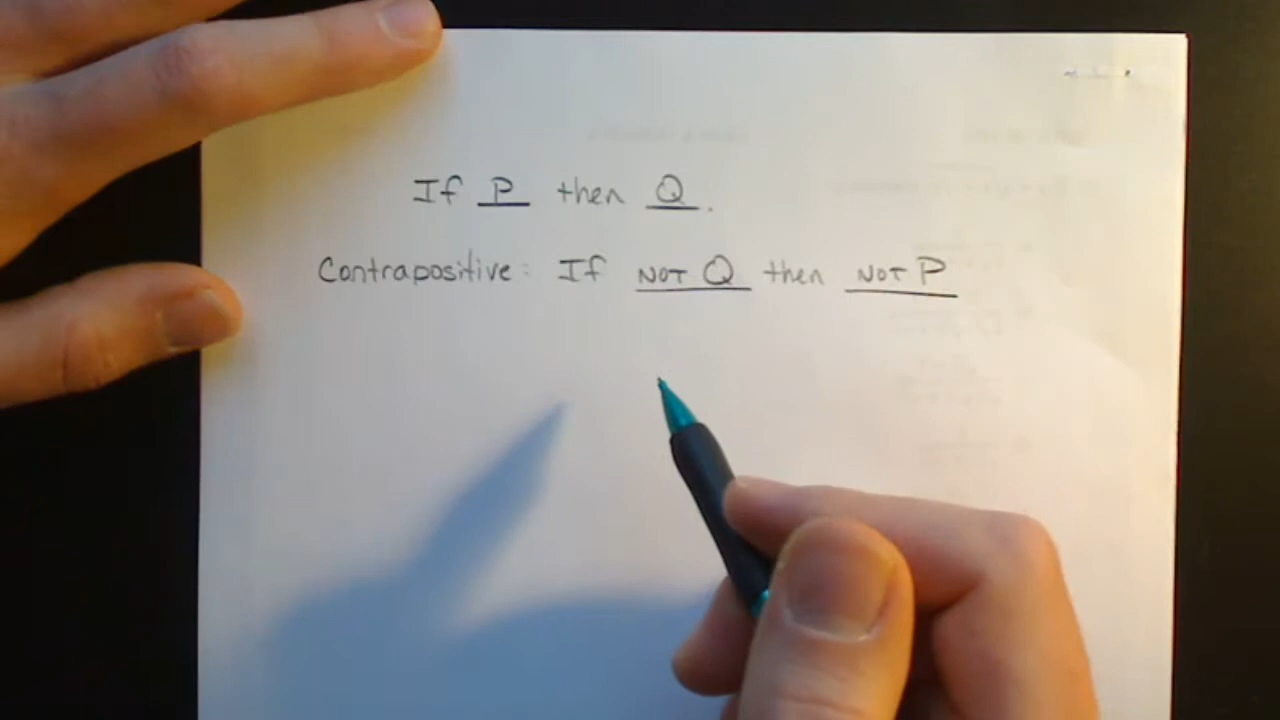 If P then Q.
Contrapositive: If NOT Q then NOT P